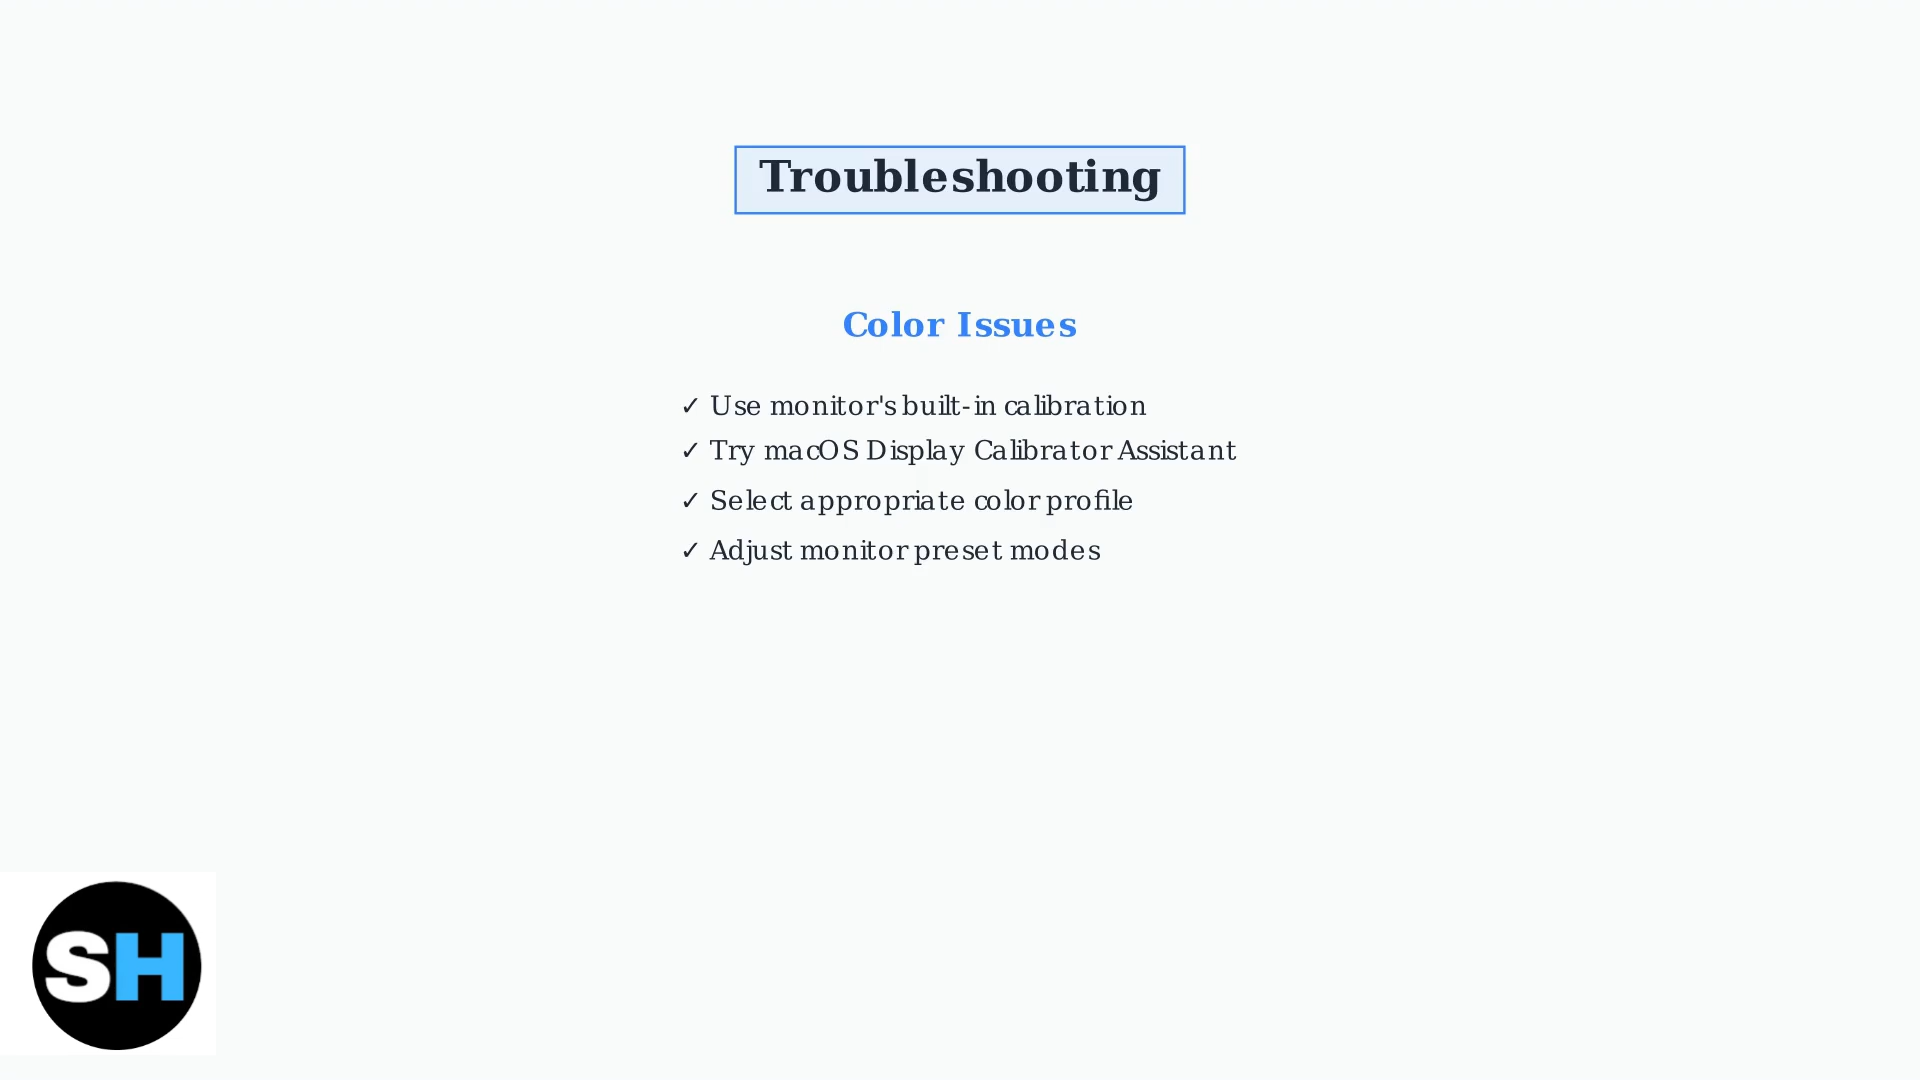 Troubleshooting
Color Issues
✓ Use monitor's built-in calibration
✓ Try macOS Display Calibrator Assistant
✓ Select appropriate color profile
✓ Adjust monitor preset modes
SH